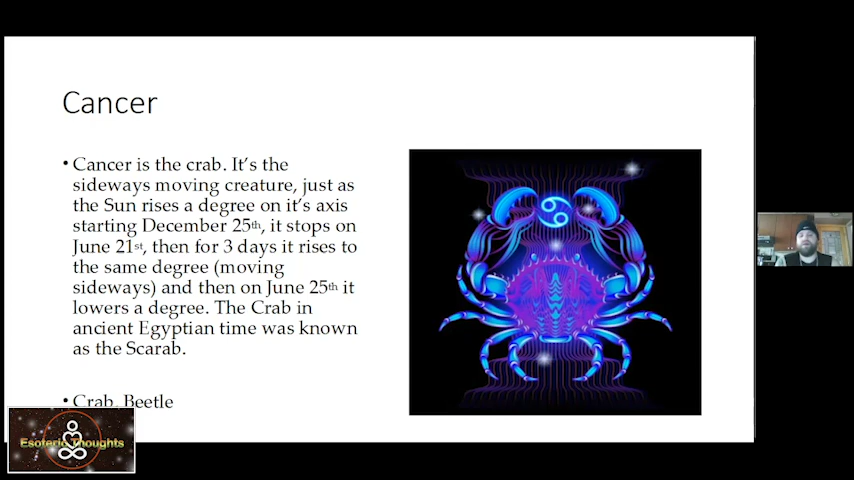 Cancer
• Cancer is the crab. It's the
sideways moving creature, just as
the Sun rises a degree on it's axis
starting December 25th, it stops on
June 21st, then for 3 days it rises to
the same degree (moving
sideways) and then on June 25th it
lowers a degree. The Crab in
ancient Egyptian time was known
as the Scarab.
• Crab, Beetle
Esoteric Thoughts